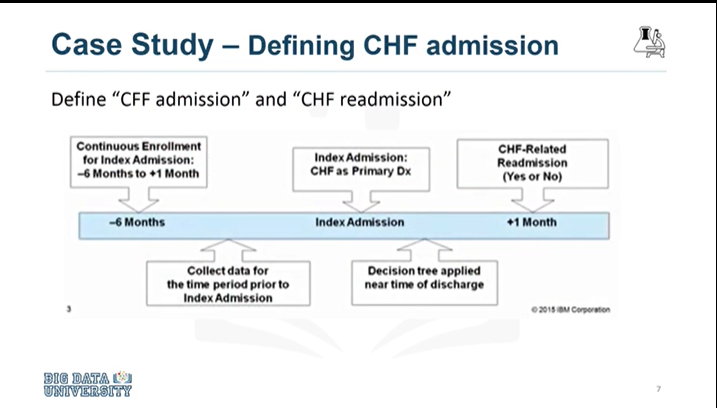 Case Study – Defining CHF admission
Define “CFF admission” and “CHF readmission”
Continuous Enrollment
for Index Admission:
–6 Months to +1 Month
Index Admission:
CHF as Primary Dx
CHF-Related
Readmission
(Yes or No)
–6 Months
Index Admission
+1 Month
Collect data for
the time period prior to
Index Admission
Decision tree applied
near time of discharge
3
© 2015 IBM Corporation
BIG DATA
UNIVERSITY
7